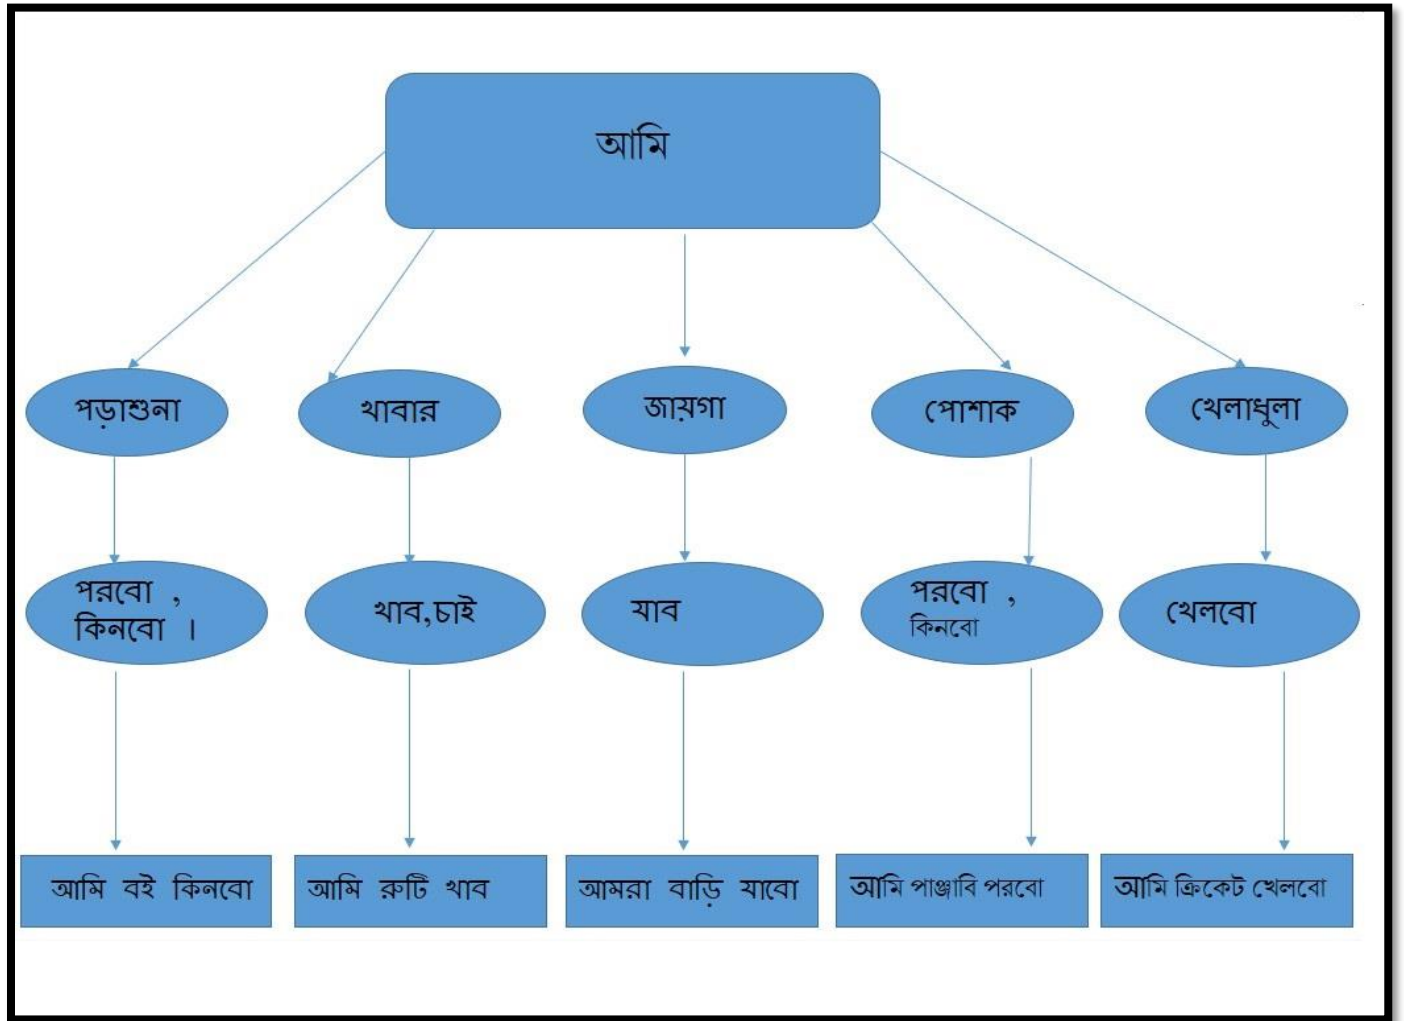 আমি
পড়াশুনা
খাবার
জায়গা
পোশাক
খেলাধুলা
পরবো ,
কিনবো ।
খাব,চাই
যাব
পরবো ,
কিনবো
খেলবো
আমি বই কিনবো
আমি রুটি খাব
আমরা বাড়ি যাবো
আমি পাঞ্জাবি পরবো
আমি ক্রিকেট খেলবো